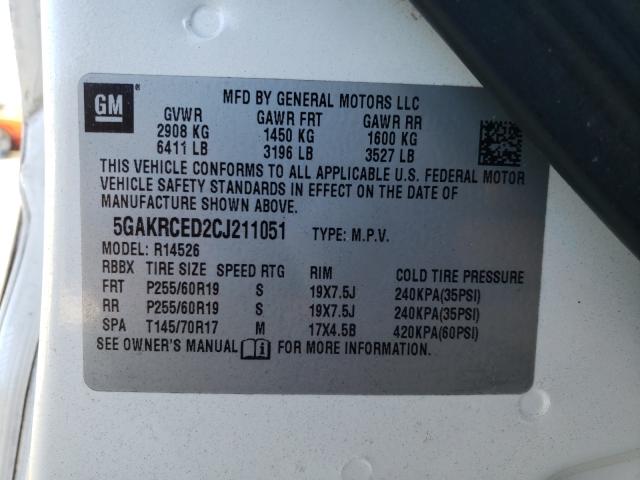 GM
MFD BY GENERAL MOTORS LLC
GVWR GAWR FRT GAWR RR
2908 KG 1450 KG 1600 KG
6411 LB 3196 LB 3527 LB
THIS VEHICLE CONFORMS TO ALL APPLICABLE U.S. FEDERAL MOTOR
VEHICLE SAFETY STANDARDS IN EFFECT ON THE DATE OF
MANUFACTURE SHOWN ABOVE.
5GAKRCED2CJ211051 TYPE: M.P.V.
MODEL: R14526
RBBX TIRE SIZE SPEED RTG RIM COLD TIRE PRESSURE
FRT P255/60R19 S 19X7.5J 240KPA(35PSI)
RR P255/60R19 S 19X7.5J 240KPA(35PSI)
SPA T145/70R17 M 17X4.5B 420KPA(60PSI)
SEE OWNER'S MANUAL FOR MORE INFORMATION.